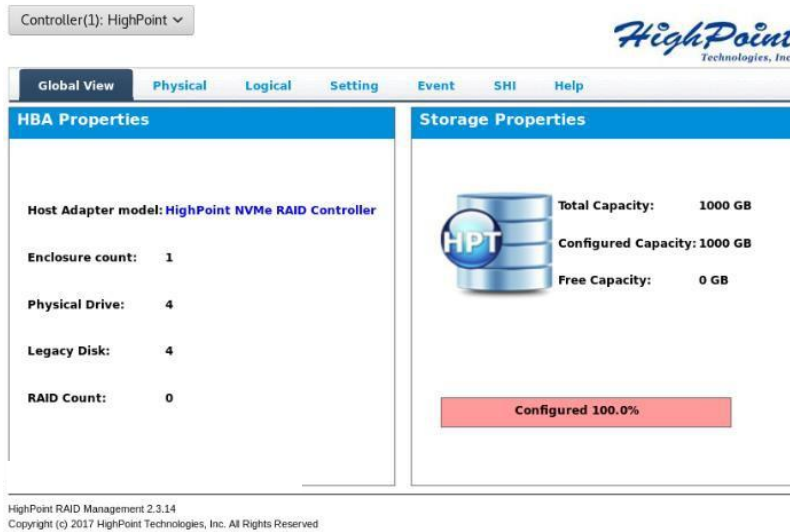 Controller(1): HighPoint
HighPoint
Technologies, Inc
Global View Physical Logical Setting Event SHI Help
HBA Properties
Host Adapter model: HighPoint NVMe RAID Controller
Enclosure count: 1
Physical Drive: 4
Legacy Disk: 4
RAID Count: 0
Storage Properties
HPT
Total Capacity: 1000 GB
Configured Capacity: 1000 GB
Free Capacity: 0 GB
Configured 100.0%
HighPoint RAID Management 2.3.14
Copyright (c) 2017 HighPoint Technologies, Inc. All Rights Reserved